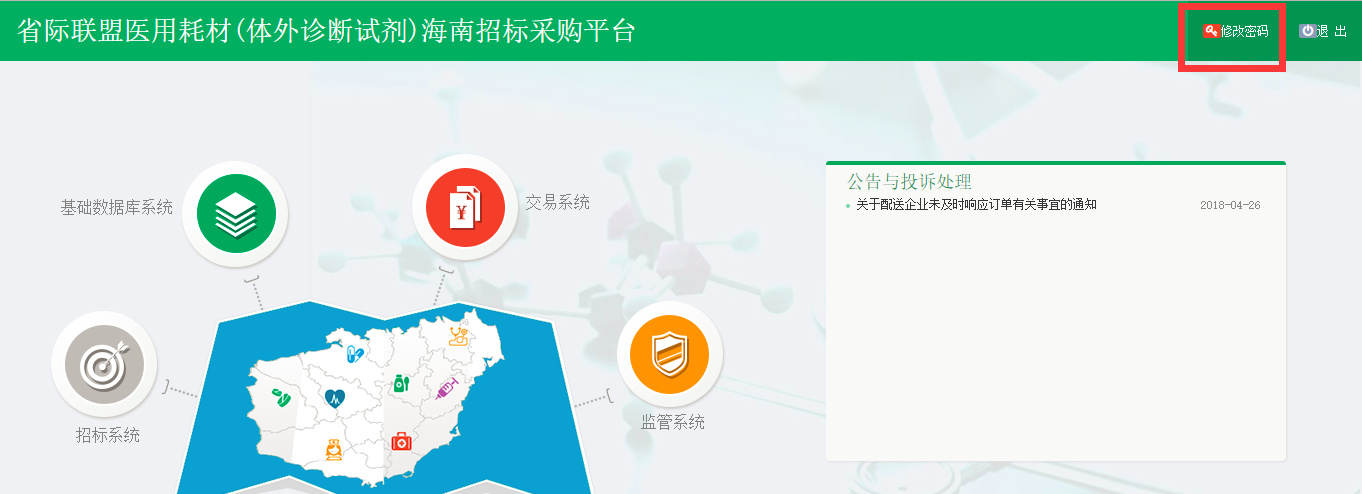 省际联盟医用耗材(体外诊断试剂)海南招标采购平台
修改密码
退 出
基础数据库系统
交易系统
公告与投诉处理
关于配送企业未及时响应订单有关事宜的通知
2018-04-26
¥
招标系统
监管系统